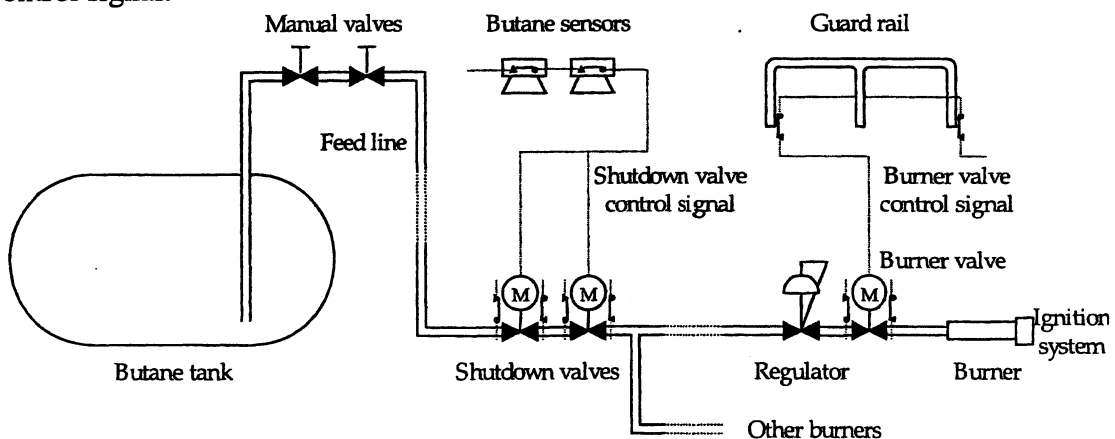 Manual valves
Butane sensors
Guard rail
Feed line
Shutdown valve
control signal
Burner valve
control signal
Burner valve
M
M
M
Ignition
system
Butane tank
Shutdown valves
Regulator
Burner
Other burners